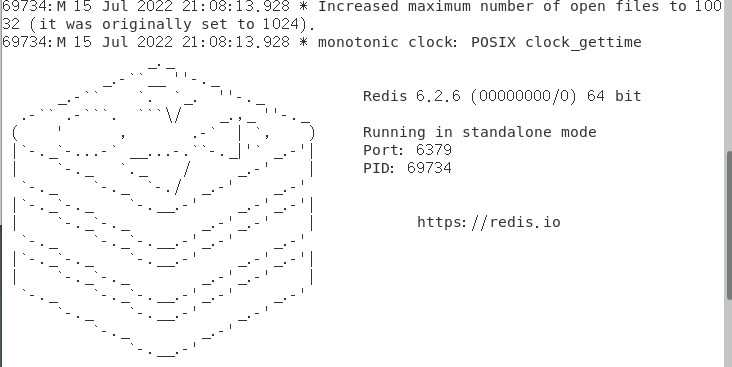 69734:M 15 Jul 2022 21:08:13.928 * Increased maximum number of open files to 100
32 (it was originally set to 1024).
69734:M 15 Jul 2022 21:08:13.928 * monotonic clock: POSIX clock_gettime
Redis 6.2.6 (00000000/0) 64 bit
Running in standalone mode
Port: 6379
PID: 69734
https://redis.io